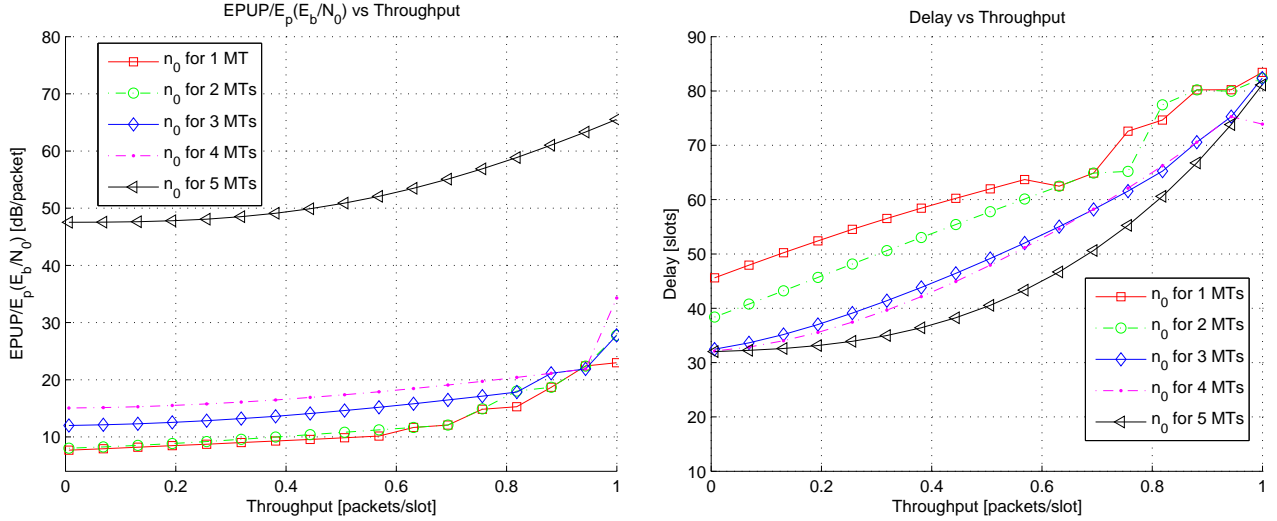 EPUP/E_p(E_b/N_0) vs Throughput
80
70
60
50
40
30
20
10
EPUP/E_p(E_b/N_0) [dB/packet]
n_0 for 1 MT
n_0 for 2 MTs
n_0 for 3 MTs
n_0 for 4 MTs
n_0 for 5 MTs
0 0.2 0.4 0.6 0.8 1
Throughput [packets/slot]
Delay vs Throughput
90
80
70
60
50
40
30
20
10
Delay [slots]
n_0 for 1 MTs
n_0 for 2 MTs
n_0 for 3 MTs
n_0 for 4 MTs
n_0 for 5 MTs
0 0.2 0.4 0.6 0.8 1
Throughput [packets/slot]